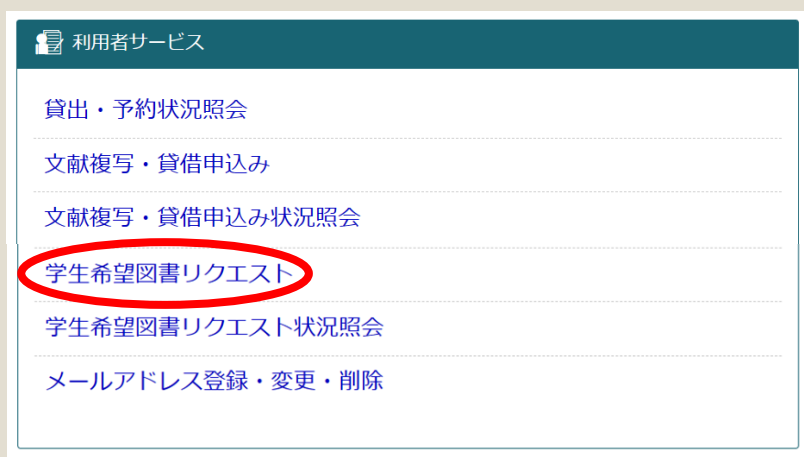 利用者サービス
貸出・予約状況照会
文献複写・貸借申込み
文献複写・貸借申込み状況照会
学生希望図書リクエスト
学生希望図書リクエスト状況照会
メールアドレス登録・変更・削除